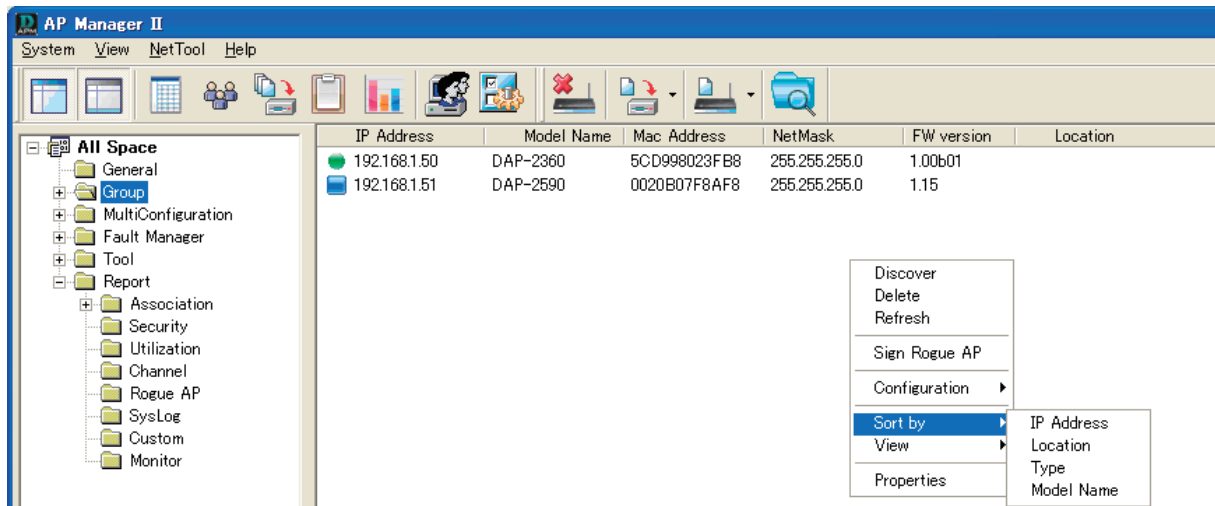 AP Manager II
System View NetTool Help
All Space
General
Group
MultiConfiguration
Fault Manager
Tool
Report
Association
Security
Utilization
Channel
Rogue AP
SysLog
Custom
Monitor
IP Address Model Name Mac Address NetMask FW version Location
192.168.1.50 DAP-2360 5CD998023FB8 255.255.255.0 1.00b01
192.168.1.51 DAP-2590 0020B07F8AF8 255.255.255.0 1.15
Discover
Delete
Refresh
Sign Rogue AP
Configuration
Sort by
View
Properties
IP Address
Location
Type
Model Name